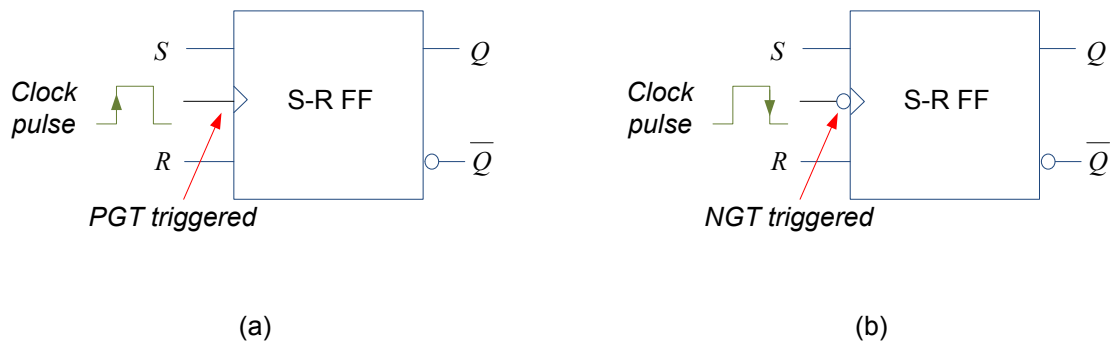 S
Clock
pulse
R
S-R FF
Q
Q̅
PGT triggered
(a)
S
Clock
pulse
R
S-R FF
Q
Q̅
NGT triggered
(b)